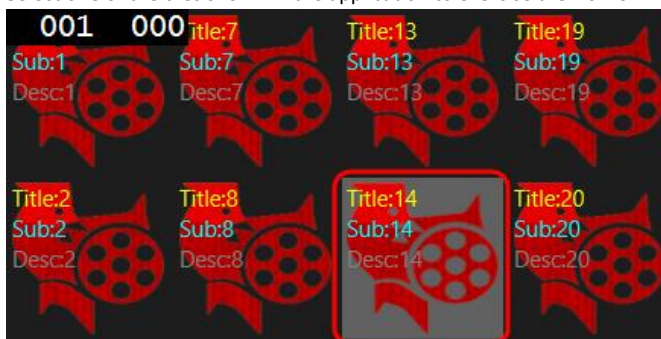 001 000 Title:7 Title:13 Title:19
Sub:1 Sub:7 Sub:13 Sub:19
Desc:1 Desc:7 Desc:13 Desc:19
Title:2 Title:8 Title:14 Title:20
Sub:2 Sub:8 Sub:14 Sub:20
Desc:2 Desc:8 Desc:14 Desc:20